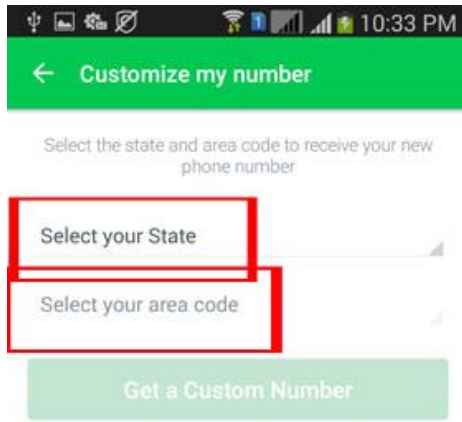 10:33 PM
Customize my number
Select the state and area code to receive your new
phone number
Select your State
Select your area code
Get a Custom Number